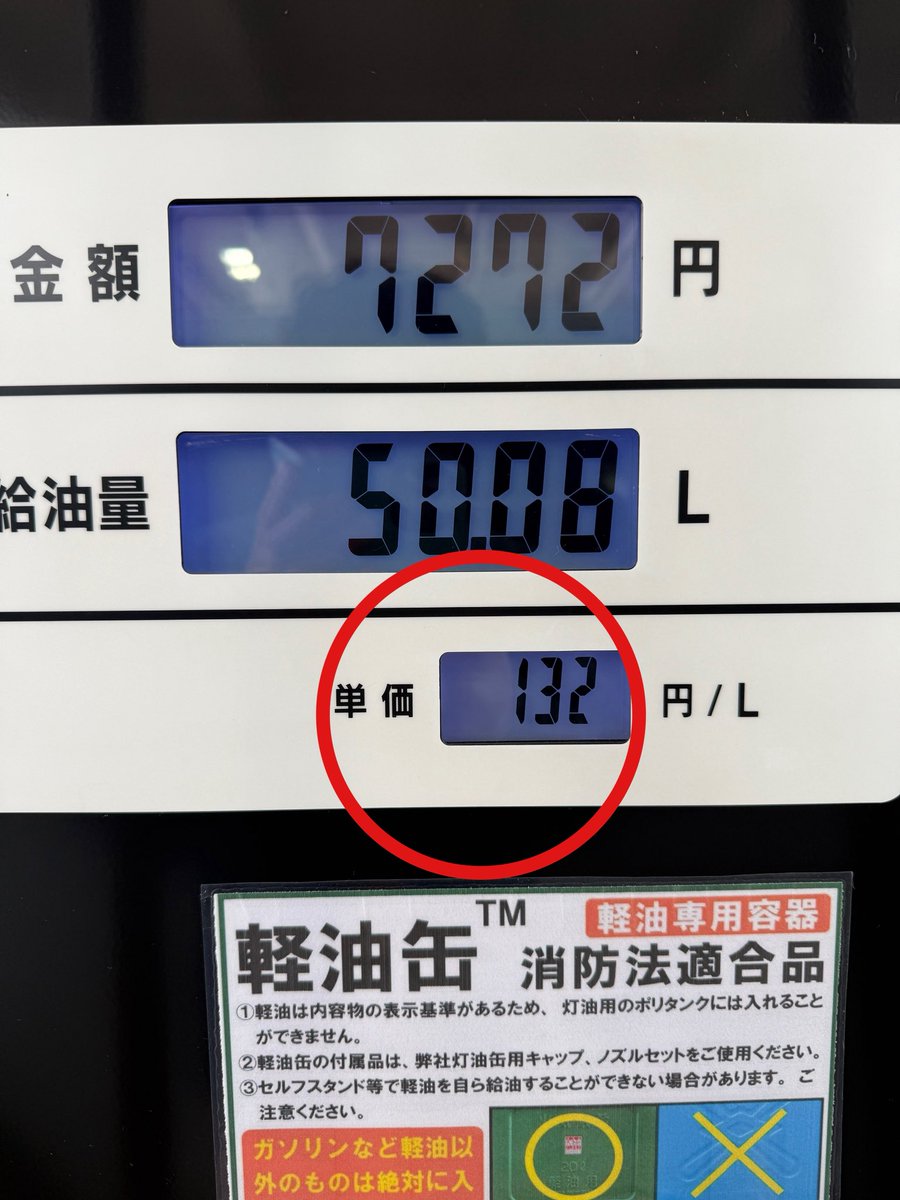 金額 7272 円
給油量 50.08 L
単価 132 円/L
軽油缶™ 軽油専用容器
消防法適合品
①軽油は内容物の表示基準があるため、灯油用のポリタンクには入れること
ができません。
②軽油缶の付属品は、弊社灯油缶用キャップ、ノズルセットをご使用ください。
③セルフスタンド等で軽油を自ら給油することができない場合があります。ご
注意ください。
ガソリンなど軽油以
外のものは絶対に入